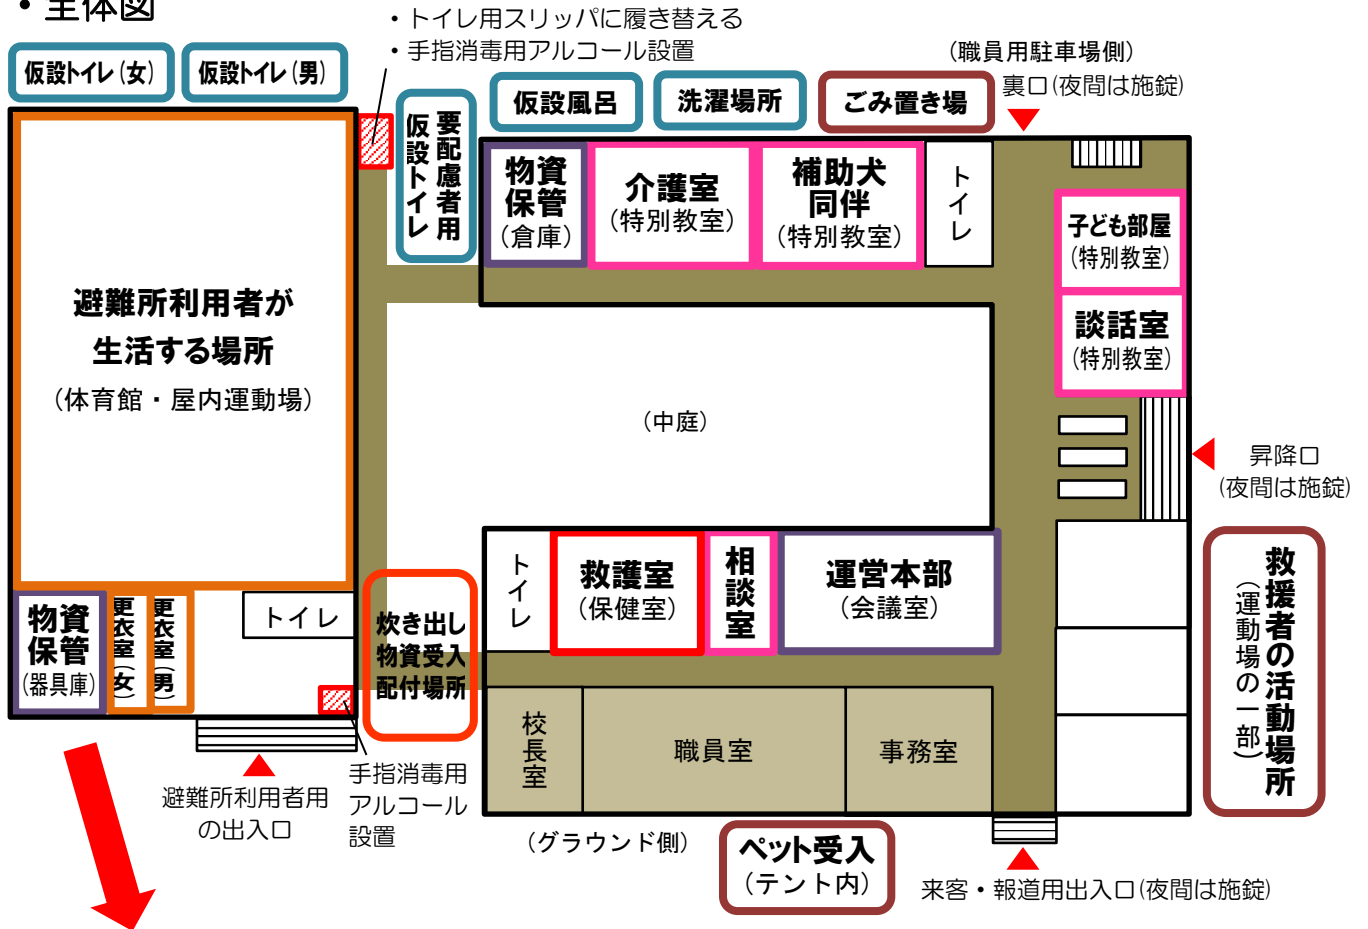 ・全体図
・トイレ用スリッパに履き替える
・手指消毒用アルコール設置
(職員用駐車場側)
裏口(夜間は施錠)
仮設トイレ(女)
仮設トイレ(男)
要配慮者用
仮設トイレ
仮設風呂
洗濯場所
ごみ置き場
物資
保管
(倉庫)
介護室
(特別教室)
補助犬
同伴
(特別教室)
トイレ
子ども部屋
(特別教室)
談話室
(特別教室)
避難所利用者が
生活する場所
(体育館・屋内運動場)
(中庭)
昇降口
(夜間は施錠)
トイレ
救護室
(保健室)
相談室
運営本部
(会議室)
救援者の活動場所
(運動場の一部)
物資
保管
(器具庫)
更衣室(女)
更衣室(男)
トイレ
炊き出し
物資受入
配付場所
校長室
職員室
事務室
避難所利用者用
の出入口
手指消毒用
アルコール
設置
(グラウンド側)
ペット受入
(テント内)
来客・報道用出入口(夜間は施錠)